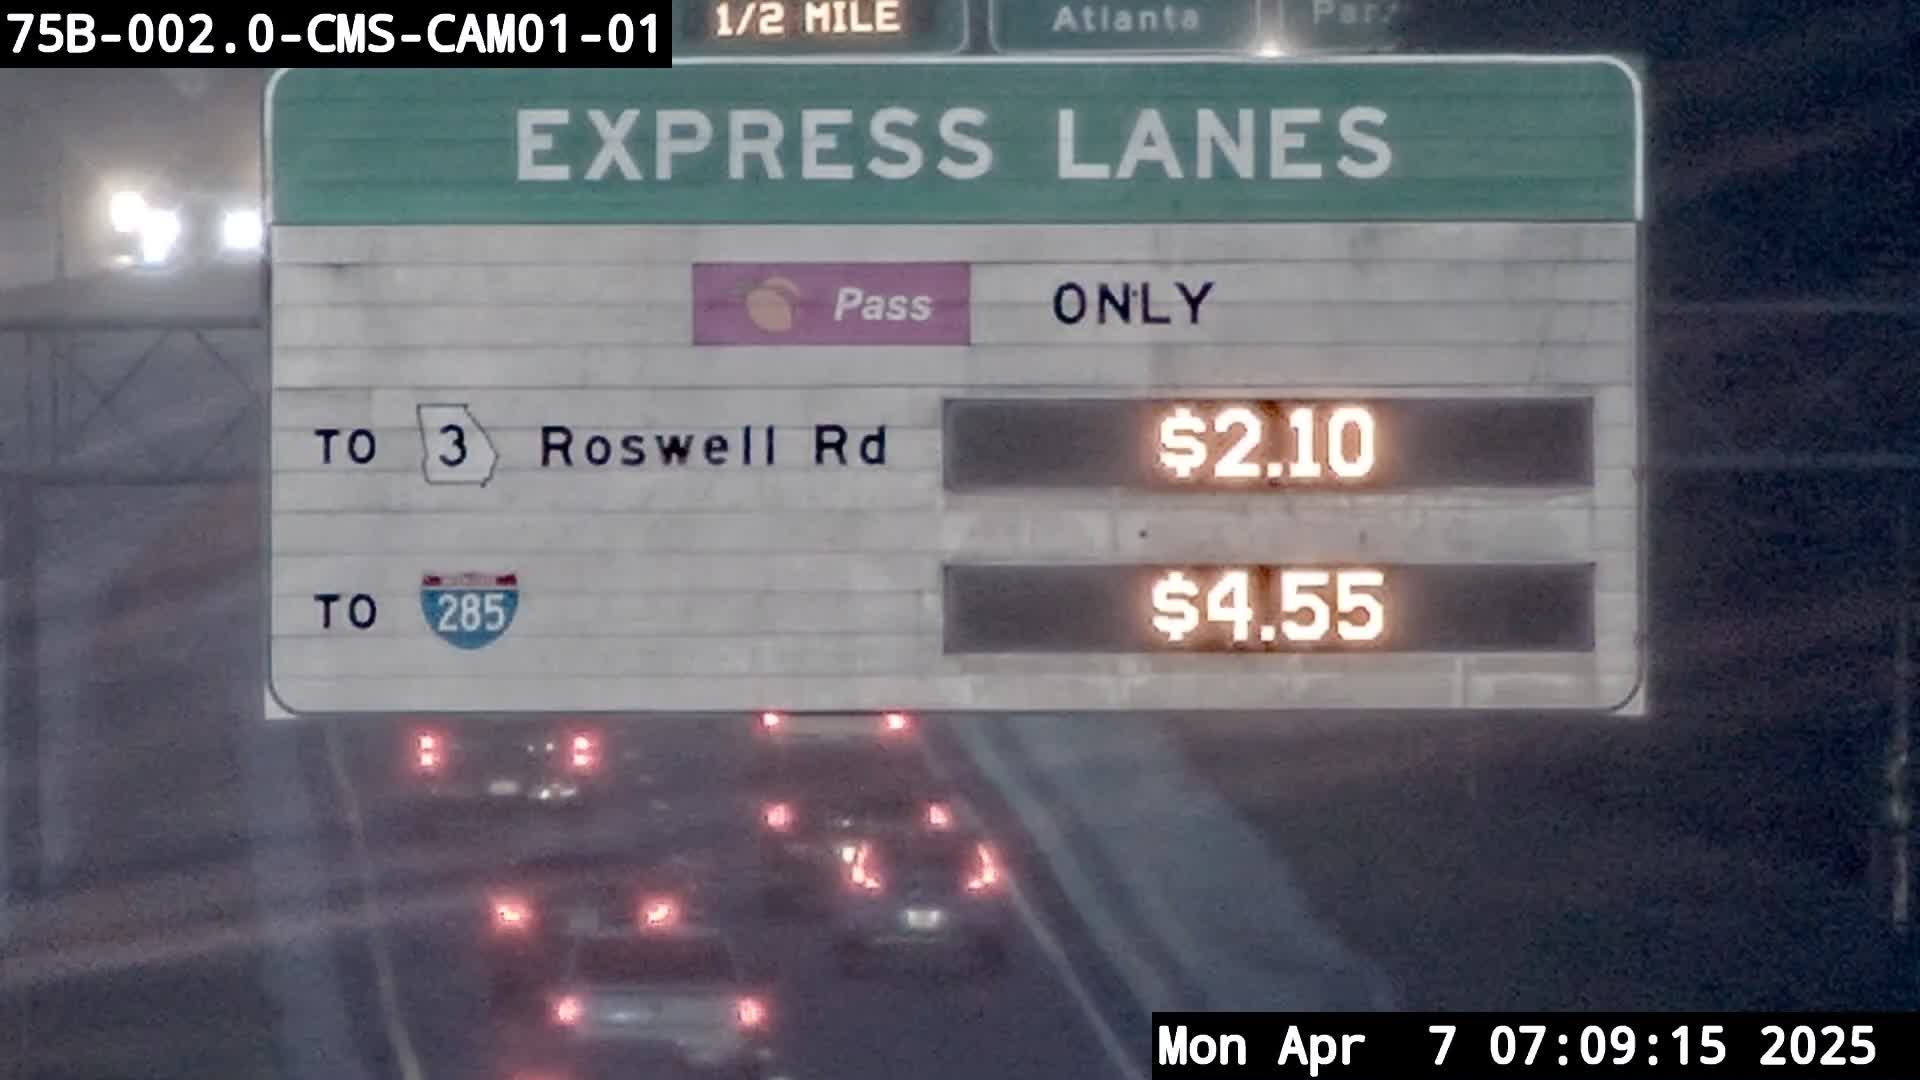 75B-002.0-CMS-CAM01-01
1/2 MILE
Atlanta
EXPRESS LANES
Pass ONLY
TO 3 Roswell Rd $2.10
TO 285 $4.55
Mon Apr 7 07:09:15 2025